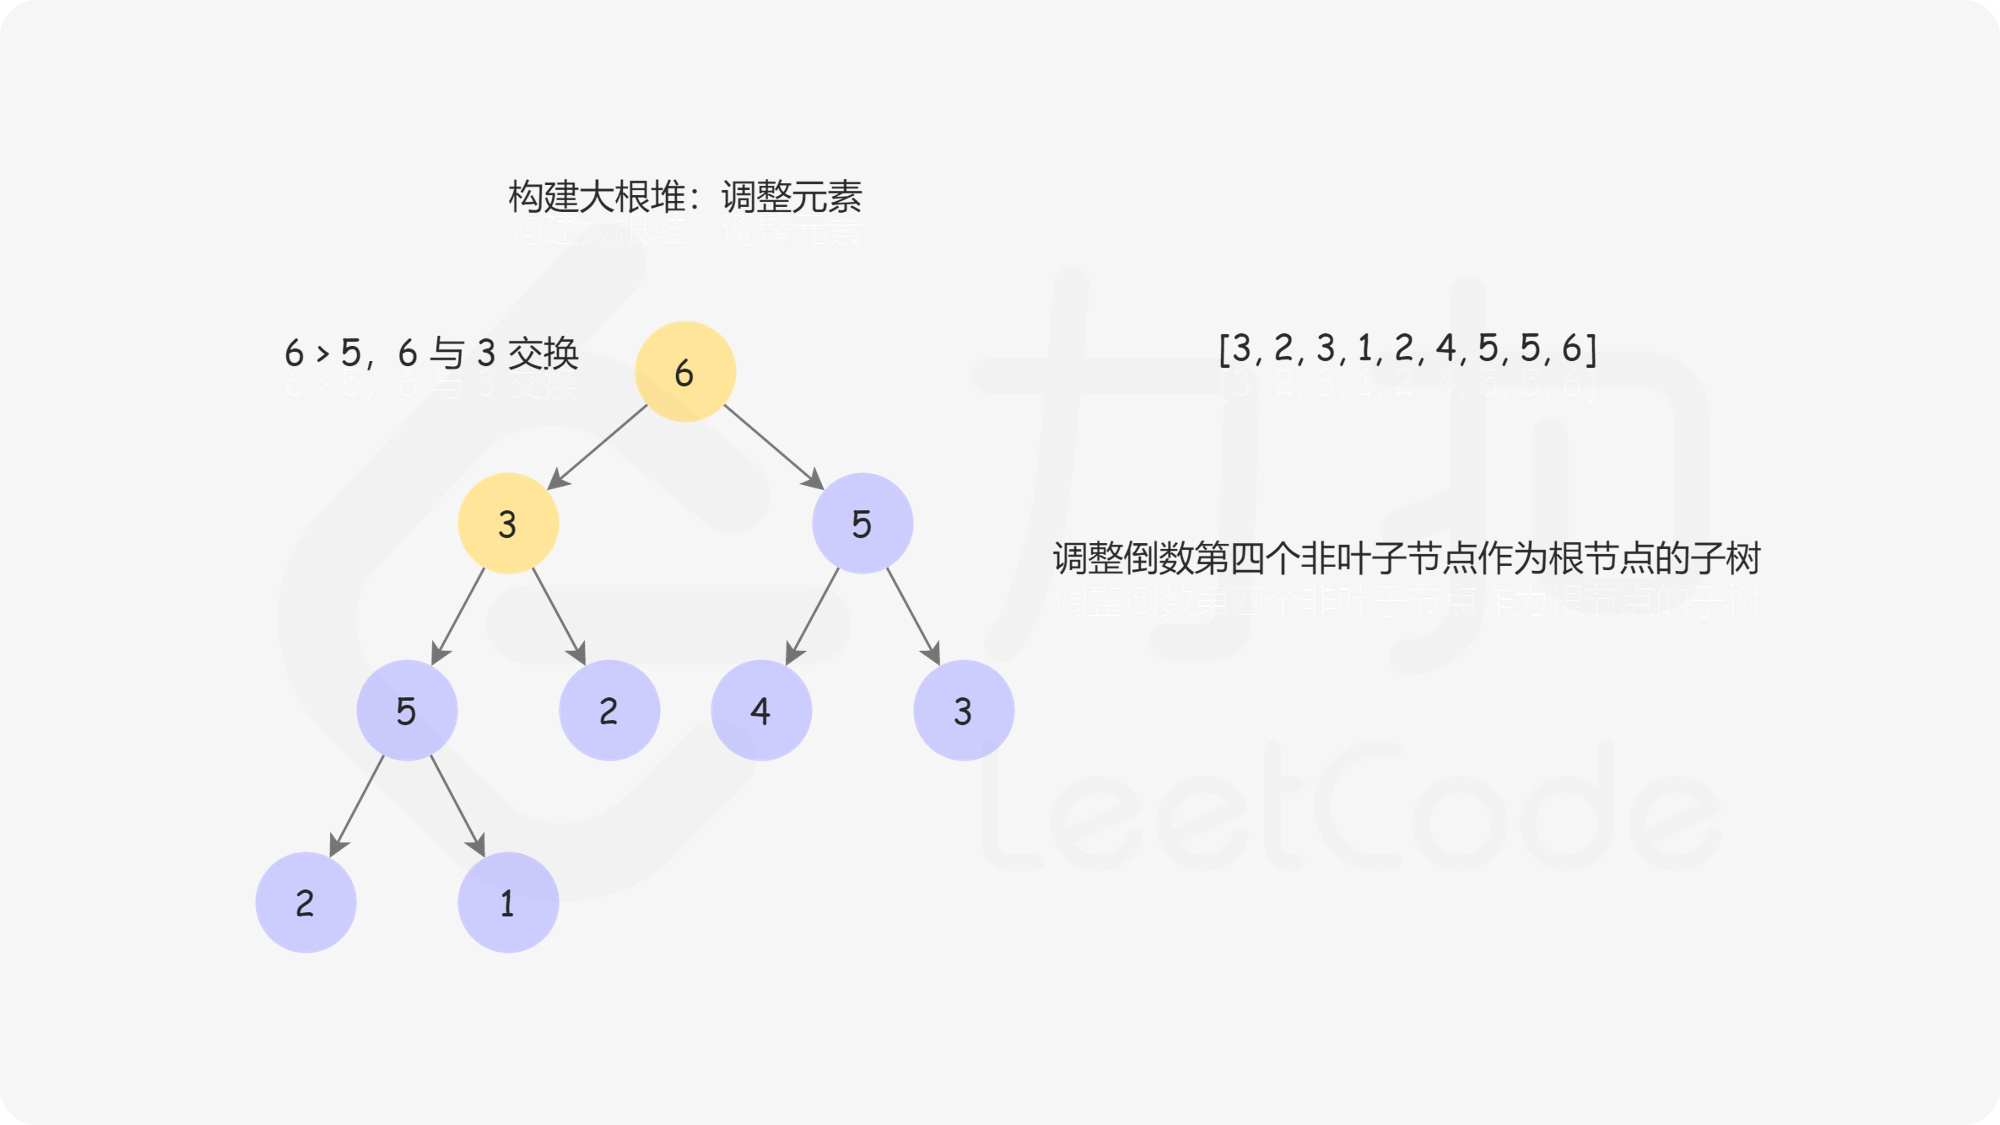 构建大根堆：调整元素
6 > 5，6 与 3 交换
[3, 2, 3, 1, 2, 4, 5, 5, 6]
6
3
5
调整倒数第四个非叶子节点作为根节点的子树
5
2
4
3
2
1
力扣
LeetCode